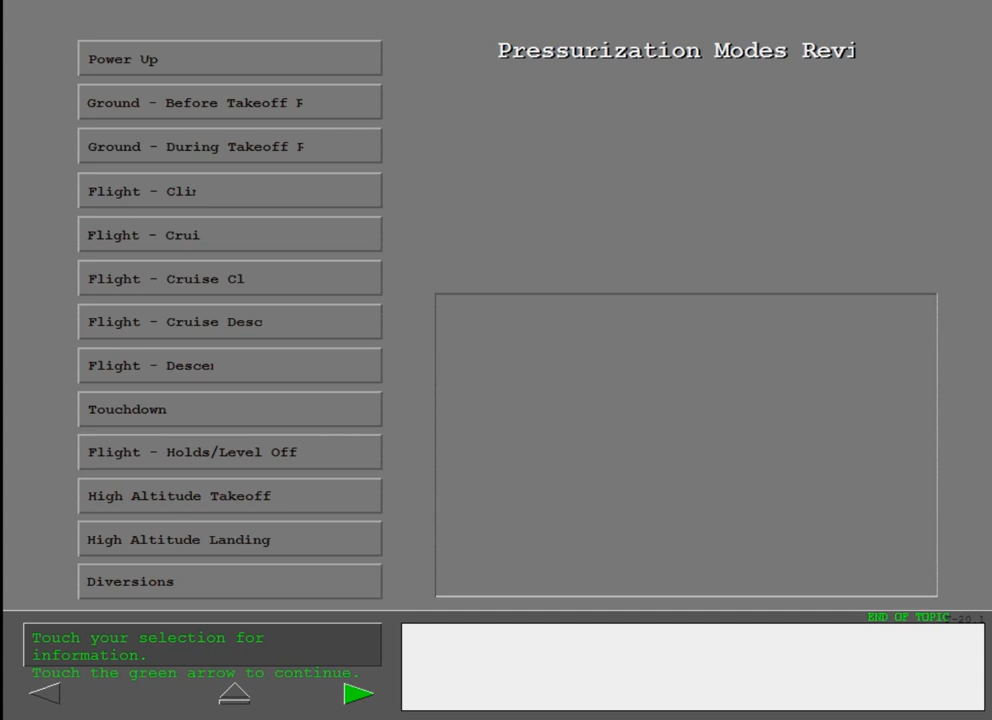 Pressurization Modes Revi
Power Up
Ground - Before Takeoff
Ground - During Takeoff
Flight - Cli
Flight - Crui
Flight - Cruise Cl
Flight - Cruise Desc
Flight - Desce
Touchdown
Flight - Holds/Level Off
High Altitude Takeoff
High Altitude Landing
Diversions
END OF TOPIC
Touch your selection for
information.
Touch the green arrow to continue.